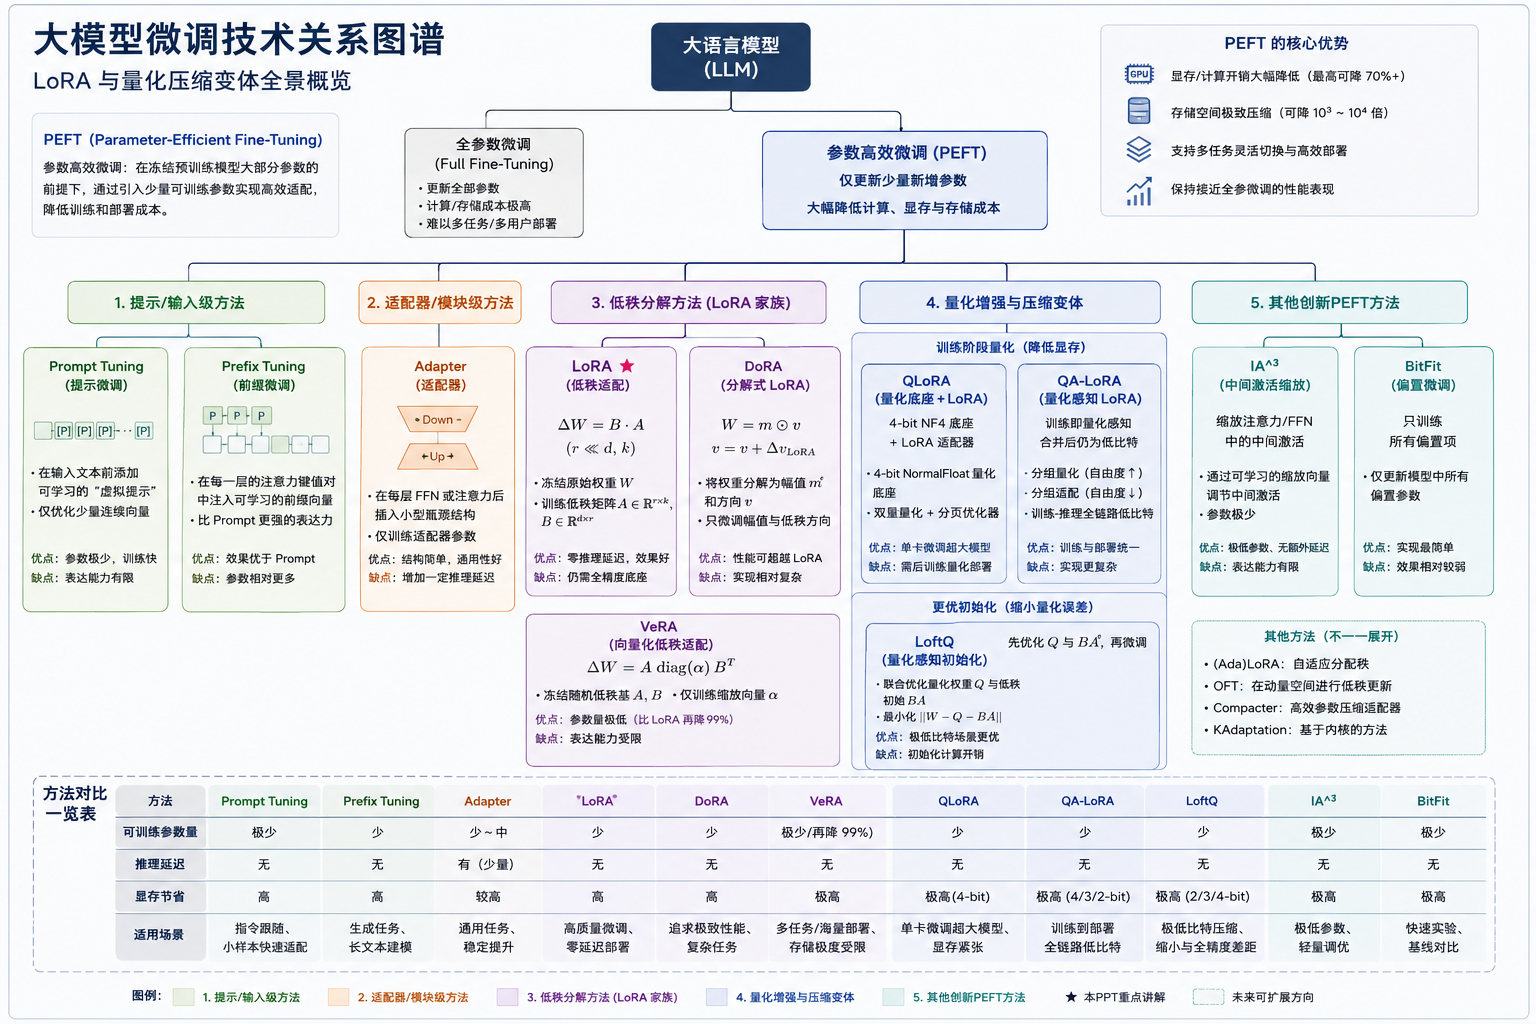 大模型微调技术关系图谱
LoRA 与量化压缩变体全景概览
PEFT（Parameter-Efficient Fine-Tuning）
参数高效微调：在冻结预训练模型大部分参数的
前提下，通过引入少量可训练参数实现高效适配，
降低训练和部署成本。
大语言模型
(LLM)
全参数微调
(Full Fine-Tuning)
• 更新全部参数
• 计算/存储成本极高
• 难以多任务/多用户部署
参数高效微调 (PEFT)
仅更新少量新增参数
大幅降低计算、显存与存储成本
PEFT 的核心优势
GPU
显存/计算开销大幅降低（最高可降 70%+）
存储空间极致压缩（可降 10³ ~ 10⁴ 倍）
支持多任务灵活切换与高效部署
保持接近全参微调的性能表现
1. 提示/输入级方法
Prompt Tuning
(提示微调)
[P] [P] [P] ··· [P]
• 在输入文本前添加
可学习的“虚拟提示”
• 仅优化少量连续向量
优点：参数极少，训练快
缺点：表达能力有限
Prefix Tuning
(前缀微调)
P P P
• 在每一层的注意力键值对
中注入可学习的前缀向量
• 比 Prompt 更强的表达力
优点：效果优于 Prompt
缺点：参数相对更多
2. 适配器/模块级方法
Adapter
(适配器)
Down
Up
• 在每层 FFN 或注意力后
插入小型瓶颈结构
• 仅训练适配器参数
优点：结构简单，通用性好
缺点：增加一定推理延迟
3. 低秩分解方法 (LoRA 家族)
LoRA ★
(低秩适配)
ΔW = B · A
(r ≪ d, k)
• 冻结原始权重 W
• 训练低秩矩阵 A ∈ ℝʳˣᵏ,
B ∈ ℝᵈˣʳ
优点：零推理延迟，效果好
缺点：仍需全精度底座
DoRA
(分解式 LoRA)
W = m ⊙ v
v = v + Δv_LoRA
• 将权重分解为幅值 m
和方向 v
• 只微调幅值与低秩方向
优点：性能可超越 LoRA
缺点：实现相对复杂
VeRA
(向量化低秩适配)
ΔW = A diag(α) Bᵀ
• 冻结随机低秩基 A, B • 仅训练缩放向量 α
优点：参数量极低（比 LoRA 再降 99%）
缺点：表达能力受限
4. 量化增强与压缩变体
训练阶段量化（降低显存）
QLoRA
(量化底座 + LoRA)
4-bit NF4 底座
+ LoRA 适配器
• 4-bit NormalFloat 量化
底座
• 双量量化 + 分页优化器
优点：单卡微调超大模型
缺点：需后训练量化部署
QA-LoRA
(量化感知 LoRA)
训练即量化感知
合并后仍为低比特
• 分组量化（自由度↑）
• 分组适配（自由度↓）
• 训练-推理全链路低比特
优点：训练与部署统一
缺点：实现更复杂
更优初始化（缩小量化误差）
LoftQ
(量化感知初始化)
先优化 Q 与 BA，再微调
• 联合优化量化权重 Q 与低秩
初始 BA
• 最小化 ||W − Q − BA||
优点：极低比特场景更优
缺点：初始化计算开销
5. 其他创新PEFT方法
IA^³
(中间激活缩放)
缩放注意力/FFN
中的中间激活
• 通过可学习的缩放向量
调节中间激活
• 参数极少
优点：极低参数、无额外延迟
缺点：表达能力有限
BitFit
(偏置微调)
只训练
所有偏置项
• 仅更新模型中所有
偏置参数
优点：实现最简单
缺点：效果相对较弱
其他方法（不一一展开）
• (Ada)LoRA：自适应分配秩
• OFT：在动量空间进行低秩更新
• Compacter：高效参数压缩适配器
• KAdaptation：基于内核的方法
方法对比
一览表
方法 Prompt Tuning Prefix Tuning Adapter *LoRA* DoRA VeRA QLoRA QA-LoRA LoftQ IA^³ BitFit
可训练参数量 极少 少 少 ~ 中 少 少 极少/再降 99%) 少 少 少 极少 极少
推理延迟 无 无 有（少量） 无 无 无 无 无 无 无 无
显存节省 高 高 较高 高 高 极高 极高(4-bit) 极高 (4/3/2-bit) 极高 (2/3/4-bit) 极高 极高
适用场景 指令跟随、 生成任务、 通用任务、 高质量微调、 追求极致性能、 多任务/海量部署、 单卡微调超大模型、 训练到部署 极低比特压缩、 极低参数、 快速实验、
小样本快速适配 长文本建模 稳定提升 零延迟部署 复杂任务 存储极度受限 显存紧张 全链路低比特 缩小与全精度差距 轻量调优 基线对比
图例： 1. 提示/输入级方法 2. 适配器/模块级方法 3. 低秩分解方法 (LoRA 家族) 4. 量化增强与压缩变体 5. 其他创新PEFT方法 ★ 本PPT重点讲解 未来可扩展方向